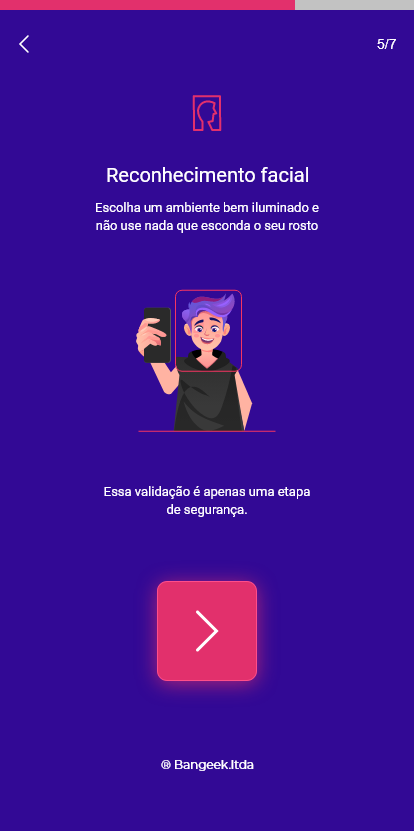 5/7
Reconhecimento facial
Escolha um ambiente bem iluminado e
não use nada que esconda o seu rosto
Essa validação é apenas uma etapa
de segurança.
® Bangeek.ltda